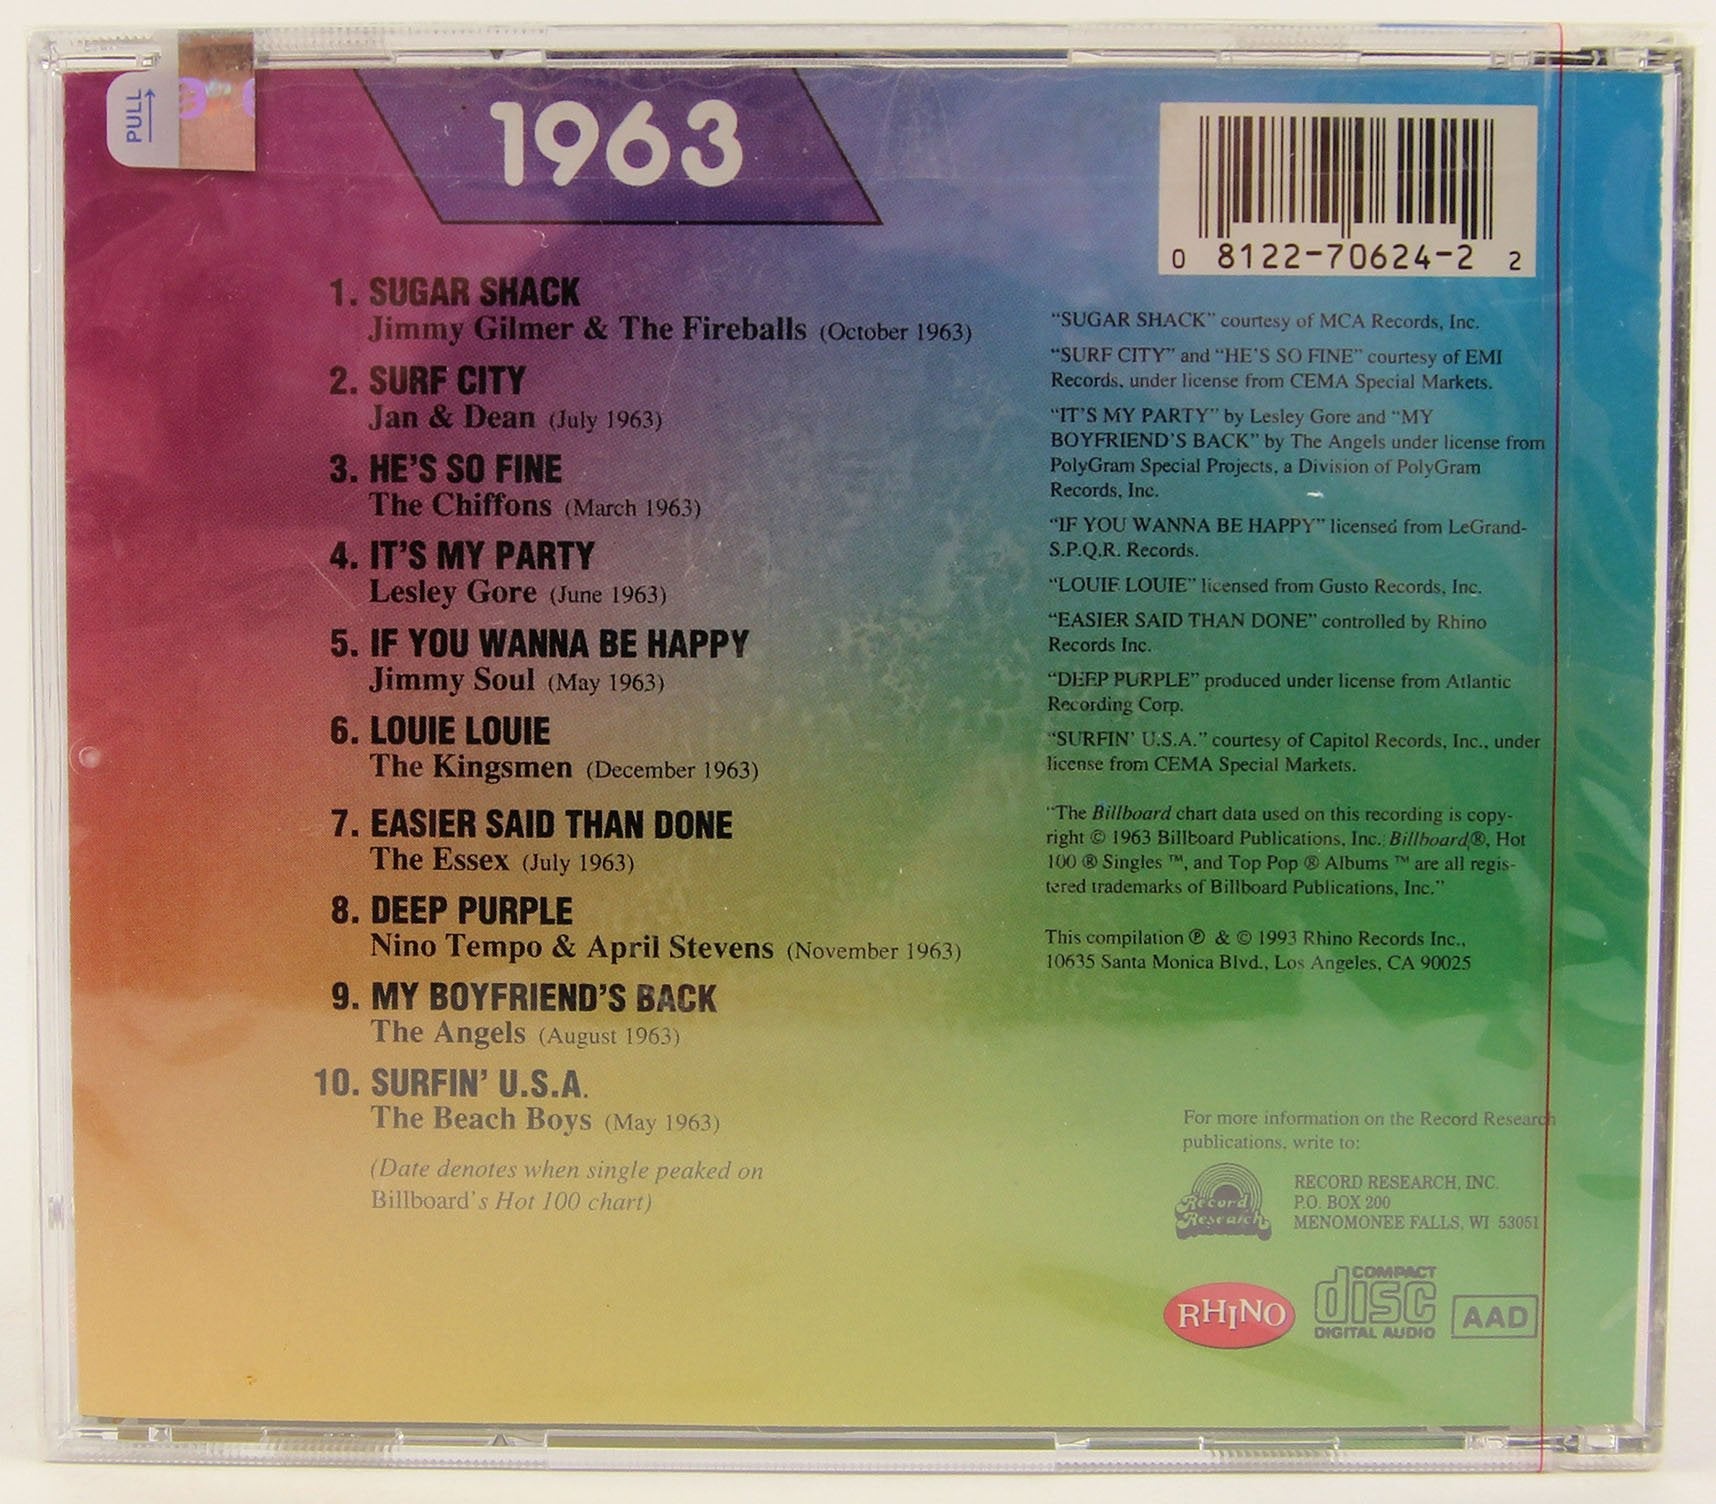 PULL
1963
0 8122-70624-2 2
1. SUGAR SHACK
Jimmy Gilmer & The Fireballs (October 1963)
2. SURF CITY
Jan & Dean (July 1963)
3. HE'S SO FINE
The Chiffons (March 1963)
4. IT'S MY PARTY
Lesley Gore (June 1963)
5. IF YOU WANNA BE HAPPY
Jimmy Soul (May 1963)
6. LOUIE LOUIE
The Kingsmen (December 1963)
7. EASIER SAID THAN DONE
The Essex (July 1963)
8. DEEP PURPLE
Nino Tempo & April Stevens (November 1963)
9. MY BOYFRIEND'S BACK
The Angels (August 1963)
10. SURFIN' U.S.A.
The Beach Boys (May 1963)
(Date denotes when single peaked on
Billboard's Hot 100 chart)
"SUGAR SHACK" courtesy of MCA Records, Inc.
"SURF CITY" and "HE'S SO FINE" courtesy of EMI
Records, under license from CEMA Special Markets.
"IT'S MY PARTY" by Lesley Gore and "MY
BOYFRIEND'S BACK" by The Angels under license from
PolyGram Special Projects, a Division of PolyGram
Records, Inc.
"IF YOU WANNA BE HAPPY" licensed from LeGrand-
S.P.Q.R. Records.
"LOUIE LOUIE" licensed from Gusto Records, Inc.
"EASIER SAID THAN DONE" controlled by Rhino
Records Inc.
"DEEP PURPLE" produced under license from Atlantic
Recording Corp.
"SURFIN' U.S.A." courtesy of Capitol Records, Inc., under
license from CEMA Special Markets.
"The Billboard chart data used on this recording is copy-
right © 1963 Billboard Publications, Inc. Billboard®, Hot
100 ® Singles ™, and Top Pop ® Albums ™ are all regis-
tered trademarks of Billboard Publications, Inc."
This compilation ℗ & © 1993 Rhino Records Inc.,
10635 Santa Monica Blvd., Los Angeles, CA 90025
For more information on the Record Research
publications, write to:
Record
Research
RECORD RESEARCH, INC.
P.O. BOX 200
MENOMONEE FALLS, WI 53051
RHINO
COMPACT
disc
DIGITAL AUDIO
AAD